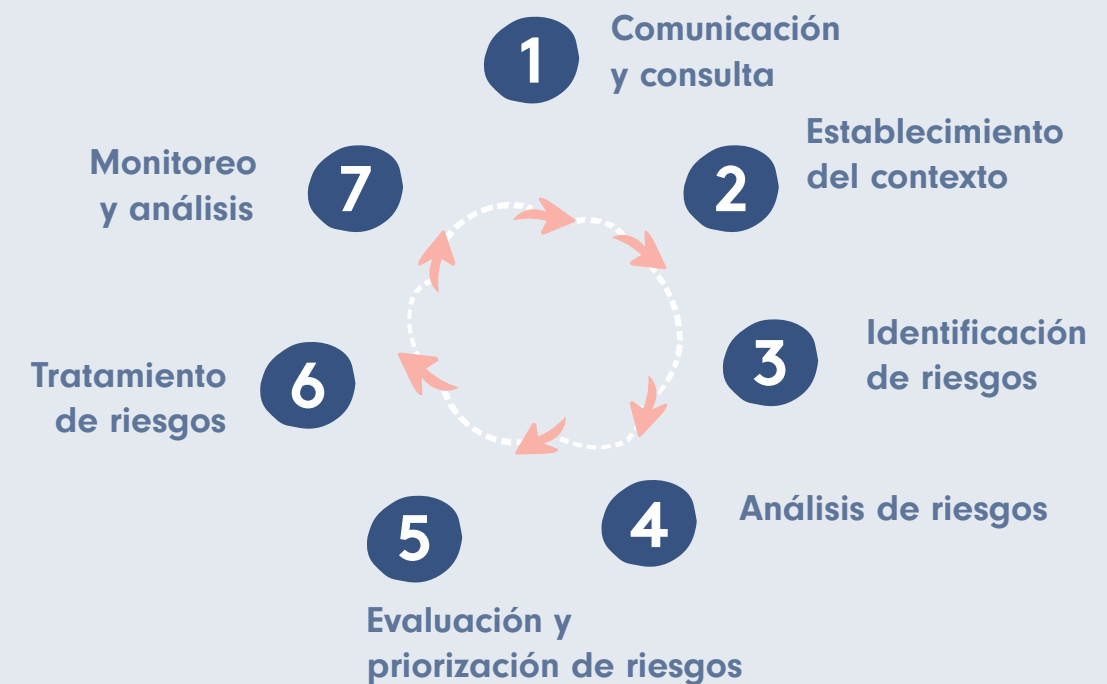 1
Comunicación
y consulta
2
Establecimiento
del contexto
3
Identificación
de riesgos
4
Análisis de riesgos
5
Evaluación y
priorización de riesgos
6
Tratamiento
de riesgos
7
Monitoreo
y análisis